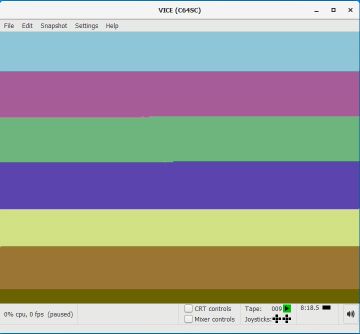 VICE (C64SC)
File Edit Snapshot Settings Help
CRT controls Tape: 009 8:18.5
0% cpu, 0 fps (paused)
Mixer controls Joysticks: